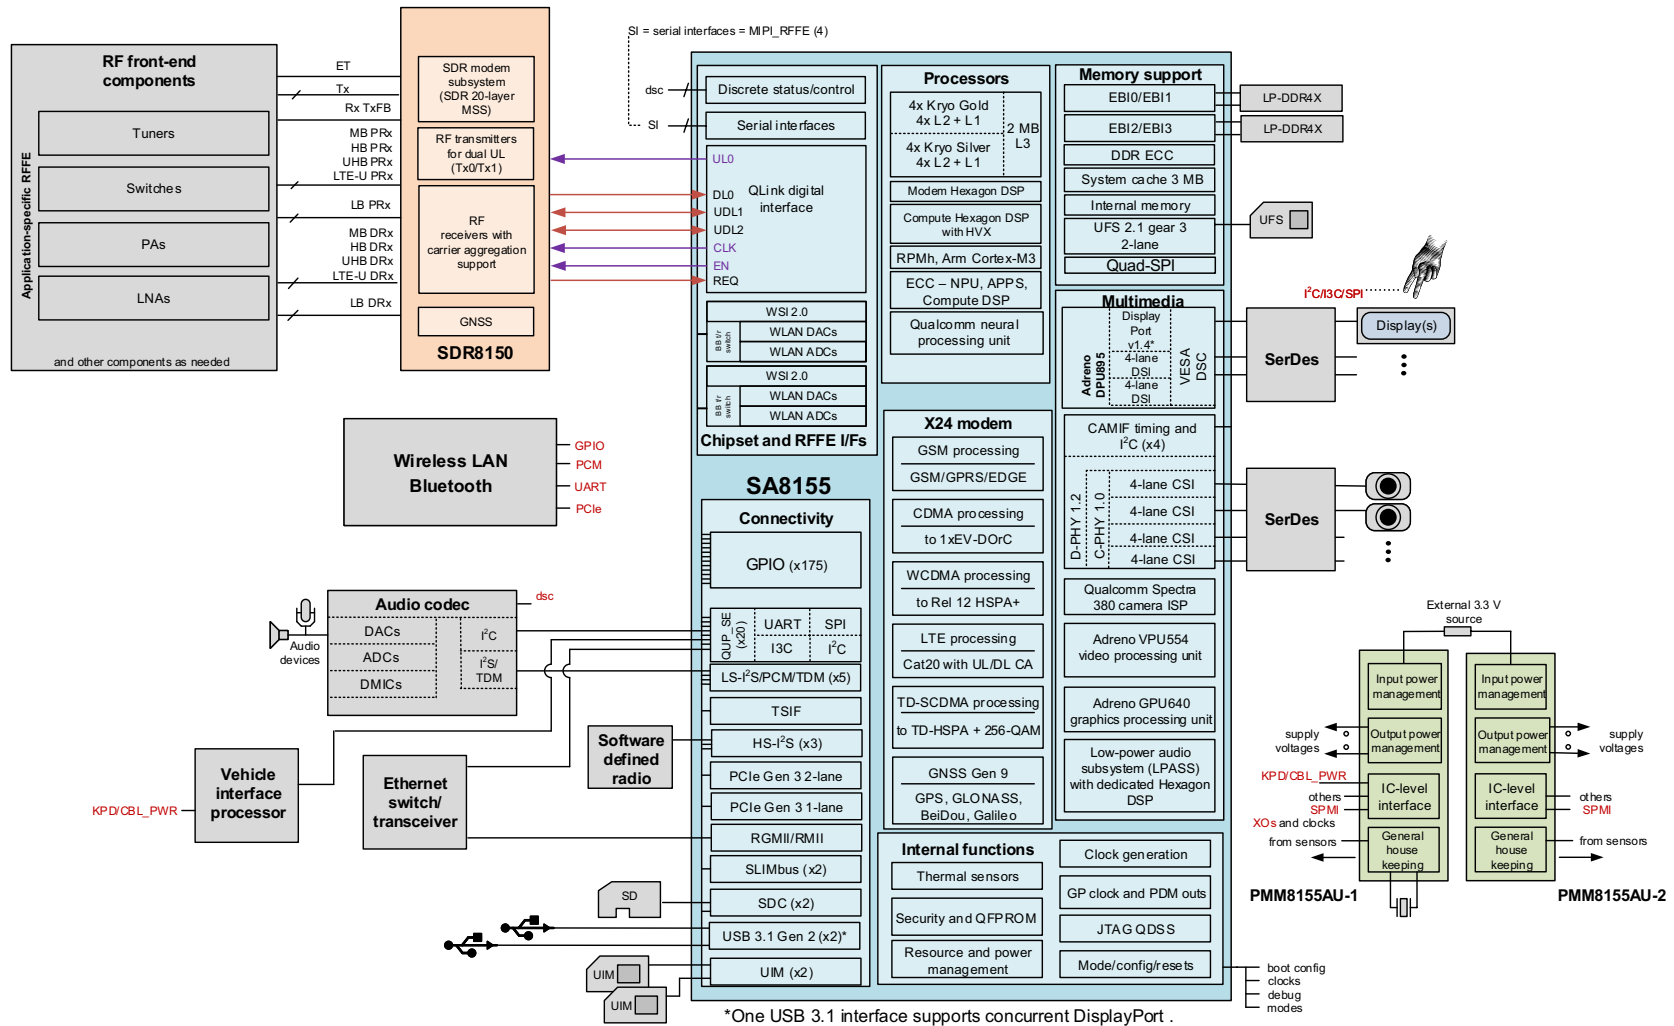 SI = serial interfaces = MIPI_RFFE (4)
RF front-end
components
Application-specific RFFE
Tuners
Switches
PAs
LNAs
and other components as needed
ET
Tx
Rx TxFB
MB PRx
HB PRx
UHB PRx
LTE-U PRx
LB PRx
MB DRx
HB DRx
UHB DRx
LTE-U DRx
LB DRx
SDR modem
subsystem
(SDR 20-layer
MSS)
RF transmitters
for dual UL
(Tx0/Tx1)
RF
receivers with
carrier aggregation
support
GNSS
SDR8150
dsc
SI
Discrete status/control
Serial interfaces
UL0
DL0
UDL1
UDL2
CLK
EN
REQ
QLink digital
interface
WSI 2.0
BB t/r
switch
WLAN DACs
WLAN ADCs
WSI 2.0
BB t/r
switch
WLAN DACs
WLAN ADCs
Chipset and RFFE I/Fs
Processors
4x Kryo Gold
4x L2 + L1
4x Kryo Silver
4x L2 + L1
2 MB
L3
Modem Hexagon DSP
Compute Hexagon DSP
with HVX
RPMh, Arm Cortex-M3
ECC – NPU, APPS,
Compute DSP
Qualcomm neural
processing unit
Memory support
EBI0/EBI1
EBI2/EBI3
DDR ECC
System cache 3 MB
Internal memory
UFS 2.1 gear 3
2-lane
Quad-SPI
LP-DDR4X
LP-DDR4X
UFS
I²C/I3C/SPI
Multimedia
Adreno
DPU895
Display
Port
v1.4*
4-lane
DSI
4-lane
DSI
VESA
DSC
SerDes
Display(s)
CAMIF timing and
I²C (x4)
D-PHY 1.2
C-PHY 1.0
4-lane CSI
4-lane CSI
4-lane CSI
4-lane CSI
SerDes
Qualcomm Spectra
380 camera ISP
Adreno VPU554
video processing unit
Adreno GPU640
graphics processing unit
Low-power audio
subsystem (LPASS)
with dedicated Hexagon
DSP
Wireless LAN
Bluetooth
GPIO
PCM
UART
PCIe
SA8155
Connectivity
GPIO (x175)
QUP_SE
(x20)
UART
SPI
I3C
I²C
LS-I²S/PCM/TDM (x5)
TSIF
HS-I²S (x3)
PCIe Gen 3 2-lane
PCIe Gen 3 1-lane
RGMII/RMII
SLIMbus (x2)
SDC (x2)
USB 3.1 Gen 2 (x2)*
UIM (x2)
X24 modem
GSM processing
GSM/GPRS/EDGE
CDMA processing
to 1xEV-DOrC
WCDMA processing
to Rel 12 HSPA+
LTE processing
Cat20 with UL/DL CA
TD-SCDMA processing
to TD-HSPA + 256-QAM
GNSS Gen 9
GPS, GLONASS,
BeiDou, Galileo
Audio codec
DACs
ADCs
DMICs
I²C
I²S/
TDM
dsc
Audio
devices
Vehicle
interface
processor
KPD/CBL_PWR
Ethernet
switch/
transceiver
Software
defined
radio
SD
UIM
UIM
Internal functions
Thermal sensors
Security and QFPROM
Resource and power
management
Clock generation
GP clock and PDM outs
JTAG QDSS
Mode/config/resets
boot config
clocks
debug
modes
External 3.3 V
source
Input power
management
Output power
management
IC-level
interface
General
house
keeping
supply
voltages
KPD/CBL_PWR
others
SPMI
XOs and clocks
from sensors
PMM8155AU-1
Input power
management
Output power
management
IC-level
interface
General
house
keeping
supply
voltages
others
SPMI
from sensors
PMM8155AU-2
*One USB 3.1 interface supports concurrent DisplayPort .